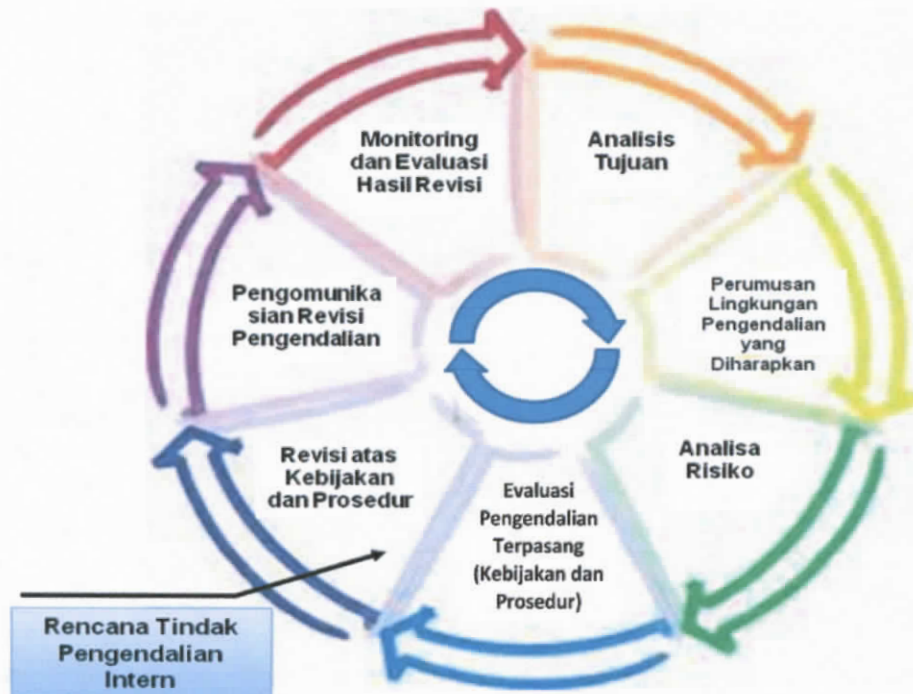 Monitoring
dan Evaluasi
Hasil Revisi
Analisis
Tujuan
Perumusan
Lingkungan
Pengendalian
yang
Diharapkan
Analisa
Risiko
Evaluasi
Pengendalian
Terpasang
(Kebijakan dan
Prosedur)
Revisi atas
Kebijakan
dan Prosedur
Pengomunika
sian Revisi
Pengendalian
Rencana Tindak
Pengendalian
Intern